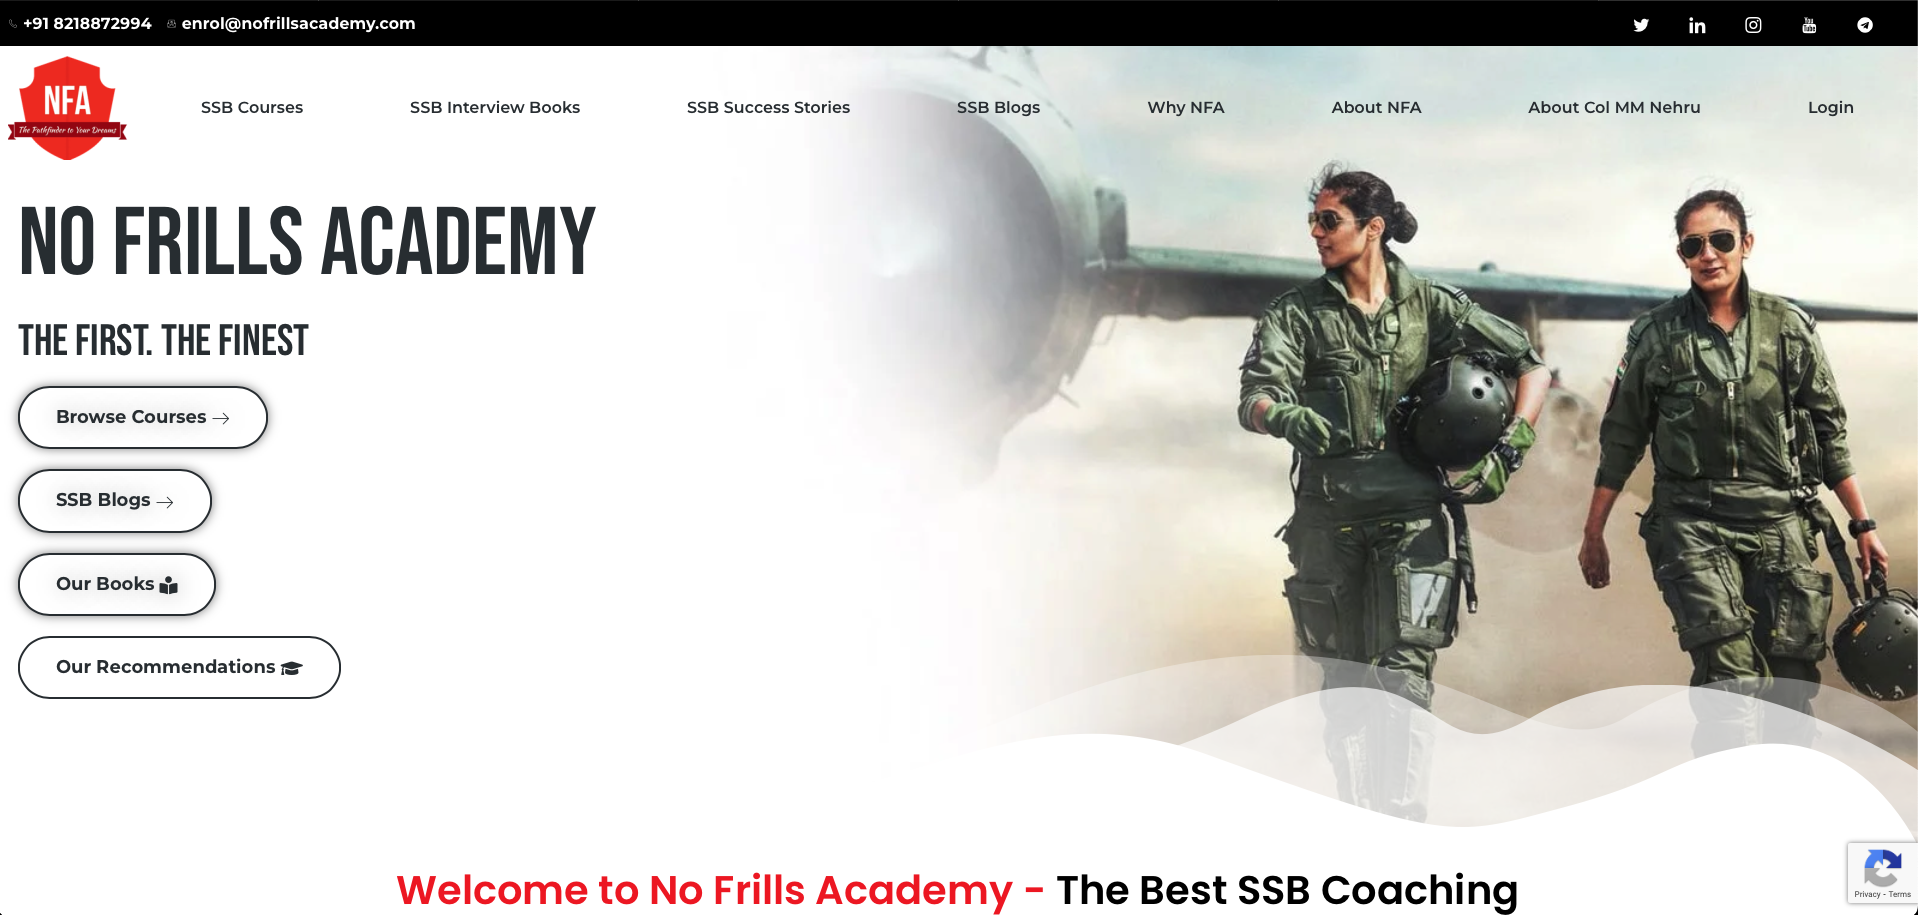 +91 8218872994 enrol@nofrillsacademy.com
NFA
The Pathfinder to Your Dreams
SSB Courses SSB Interview Books SSB Success Stories SSB Blogs Why NFA About NFA About Col MM Nehru Login
NO FRILLS ACADEMY
THE FIRST. THE FINEST
Browse Courses →
SSB Blogs →
Our Books
Our Recommendations
Welcome to No Frills Academy - The Best SSB Coaching
Privacy - Terms